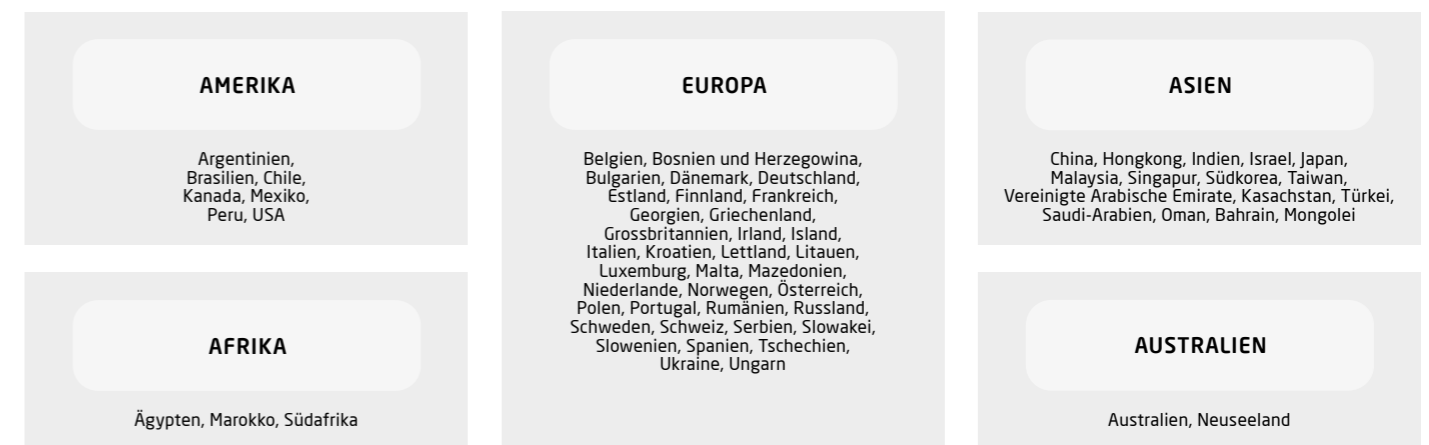 AMERIKA
Argentinien,
Brasilien, Chile,
Kanada, Mexiko,
Peru, USA
AFRIKA
Ägypten, Marokko, Südafrika
EUROPA
Belgien, Bosnien und Herzegowina,
Bulgarien, Dänemark, Deutschland,
Estland, Finnland, Frankreich,
Georgien, Griechenland,
Grossbritannien, Irland, Island,
Italien, Kroatien, Lettland, Litauen,
Luxemburg, Malta, Mazedonien,
Niederlande, Norwegen, Österreich,
Polen, Portugal, Rumänien, Russland,
Schweden, Schweiz, Serbien, Slowakei,
Slowenien, Spanien, Tschechien,
Ukraine, Ungarn
ASIEN
China, Hongkong, Indien, Israel, Japan,
Malaysia, Singapur, Südkorea, Taiwan,
Vereinigte Arabische Emirate, Kasachstan, Türkei,
Saudi-Arabien, Oman, Bahrain, Mongolei
AUSTRALIEN
Australien, Neuseeland